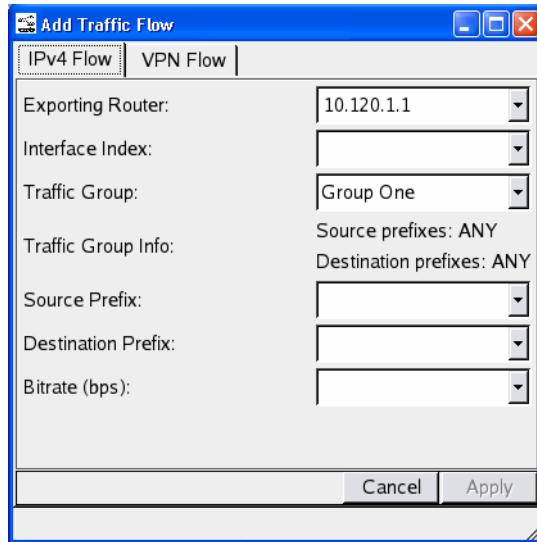 Add Traffic Flow
IPv4 Flow VPN Flow
Exporting Router: 10.120.1.1
Interface Index:
Traffic Group: Group One
Traffic Group Info: Source prefixes: ANY
Destination prefixes: ANY
Source Prefix:
Destination Prefix:
Bitrate (bps):
Cancel Apply